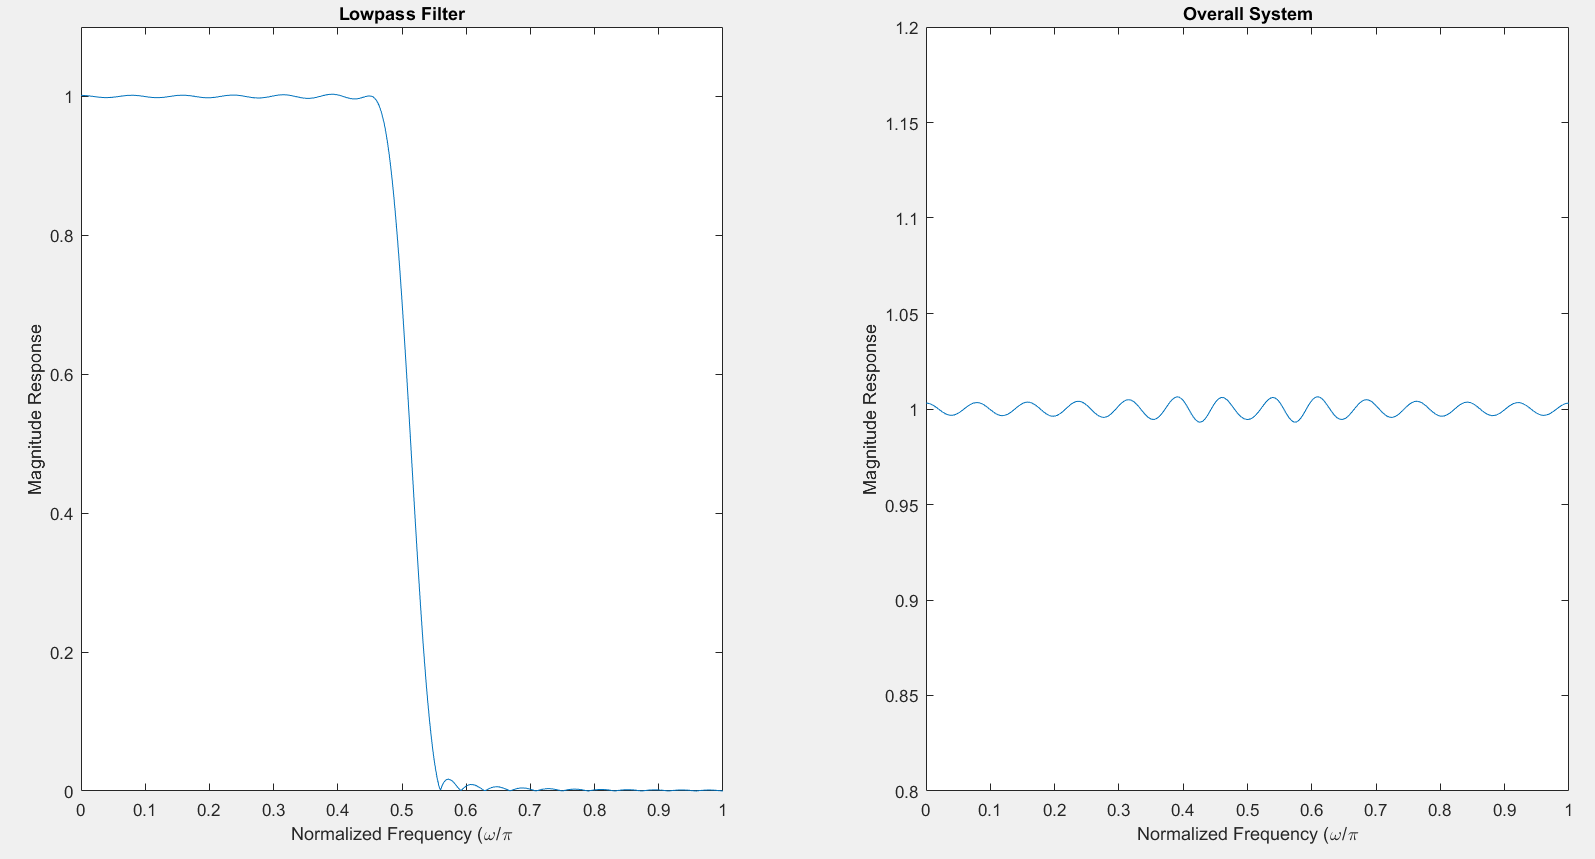 Lowpass Filter
Magnitude Response
1
0.8
0.6
0.4
0.2
0
0 0.1 0.2 0.3 0.4 0.5 0.6 0.7 0.8 0.9 1
Normalized Frequency (ω/π
Overall System
Magnitude Response
1.2
1.15
1.1
1.05
1
0.95
0.9
0.85
0.8
0 0.1 0.2 0.3 0.4 0.5 0.6 0.7 0.8 0.9 1
Normalized Frequency (ω/π